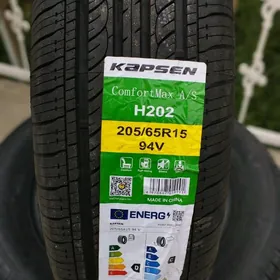 KAPSEN
ComfortMax A/S
H202
205/65R15
94V
MADE IN CHINA
ENERG